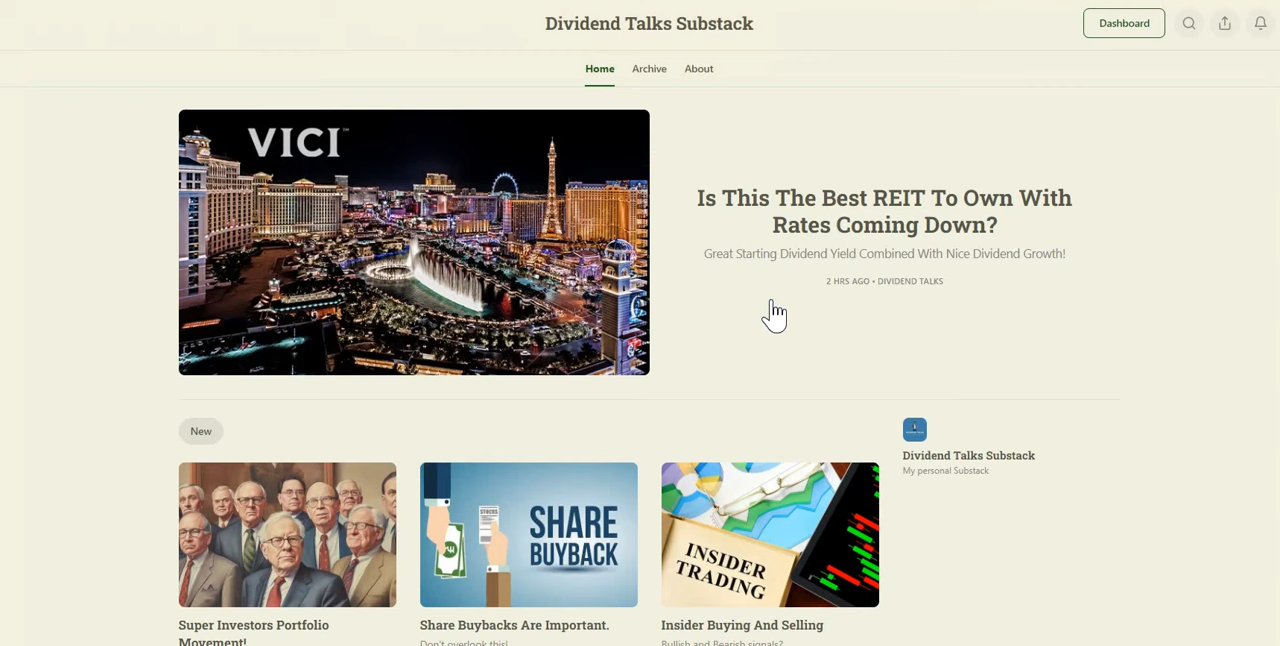 Dividend Talks Substack
Dashboard
Home
Archive
About
VICI
Is This The Best REIT To Own With
Rates Coming Down?
Great Starting Dividend Yield Combined With Nice Dividend Growth!
2 HRS AGO • DIVIDEND TALKS
New
Dividend Talks Substack
My personal Substack
STOCKS
SHARE
BUYBACK
INSIDER
TRADING
Super Investors Portfolio
Movement!
Share Buybacks Are Important.
Don't overlook this!
Insider Buying And Selling
Bullish and Bearish signals?